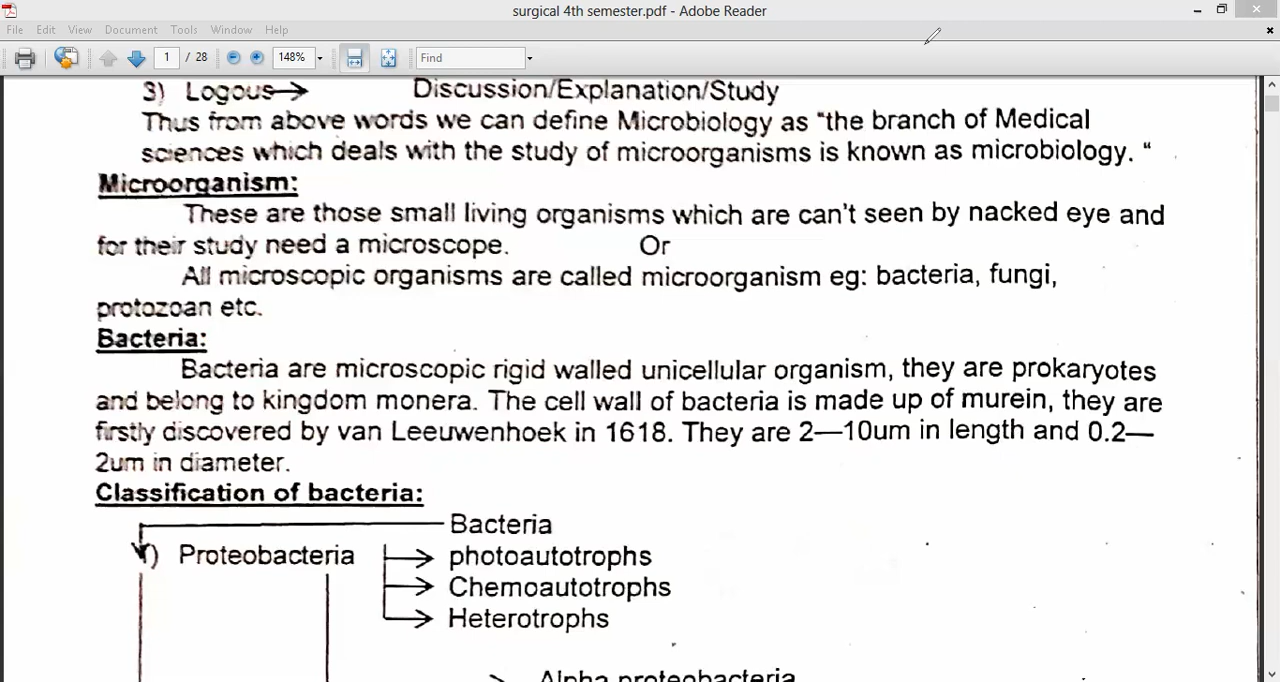 surgical 4th semester.pdf - Adobe Reader
File Edit View Document Tools Window Help
1 / 28 148% Find
3) Logous Discussion/Explanation/Study
Thus from above words we can define Microbiology as "the branch of Medical
sciences which deals with the study of microorganisms is known as microbiology. "
Microorganism:
These are those small living organisms which are can't seen by nacked eye and
for their study need a microscope. Or
All microscopic organisms are called microorganism eg: bacteria, fungi,
protozoan etc.
Bacteria:
Bacteria are microscopic rigid walled unicellular organism, they are prokaryotes
and belong to kingdom monera. The cell wall of bacteria is made up of murein, they are
firstly discovered by van Leeuwenhoek in 1618. They are 2—10um in length and 0.2—
2um in diameter.
Classification of bacteria:
Bacteria
Proteobacteria photoautotrophs
Chemoautotrophs
Heterotrophs
Alpha proteobacteria